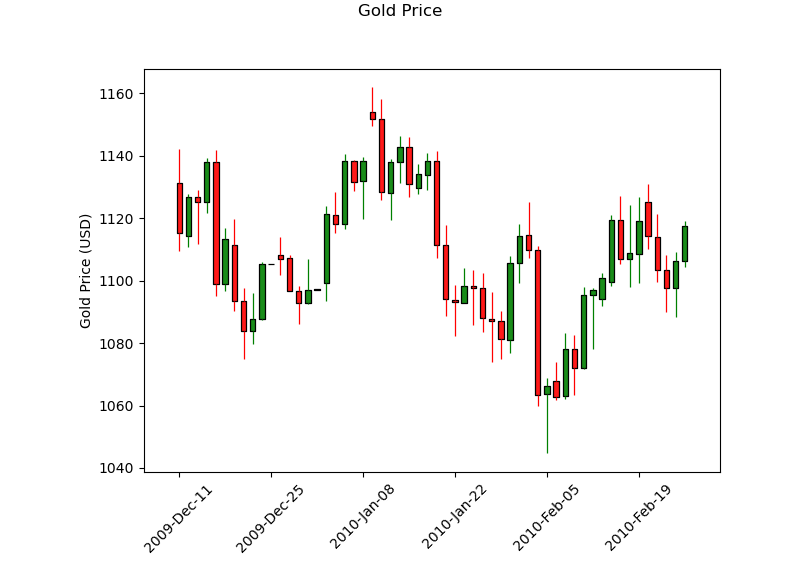 Gold Price
Gold Price (USD)
1160
1140
1120
1100
1080
1060
1040
2009-Dec-11
2009-Dec-25
2010-Jan-08
2010-Jan-22
2010-Feb-05
2010-Feb-19